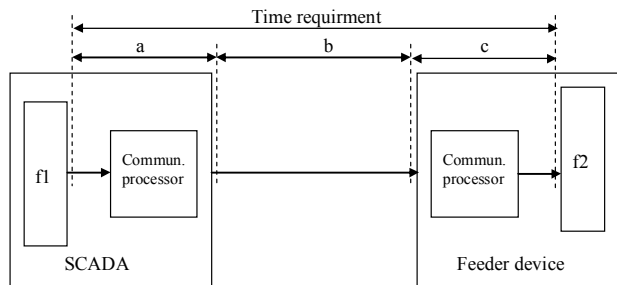 Time requirment
a b c
f1
Commun.
processor
Commun.
processor
f2
SCADA
Feeder device